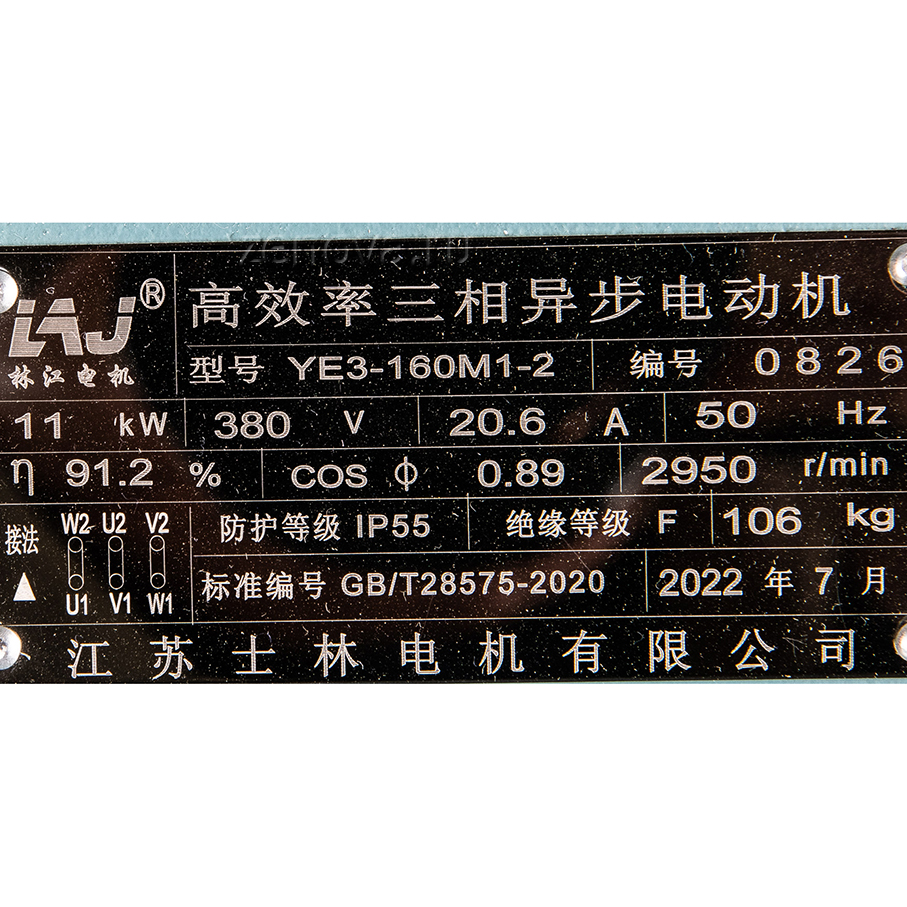 zenova.ru
LAJ® 高效率三相异步电动机
林江电机 型号 YE3-160M1-2 编号 0826
11 kW 380 V 20.6 A 50 Hz
η 91.2 % COS φ 0.89 2950 r/min
接法 W2 U2 V2 防护等级 IP55 绝缘等级 F 106 kg
▲ U1 V1 W1 标准编号 GB/T28575-2020 2022 年 7 月
江苏士林电机有限公司